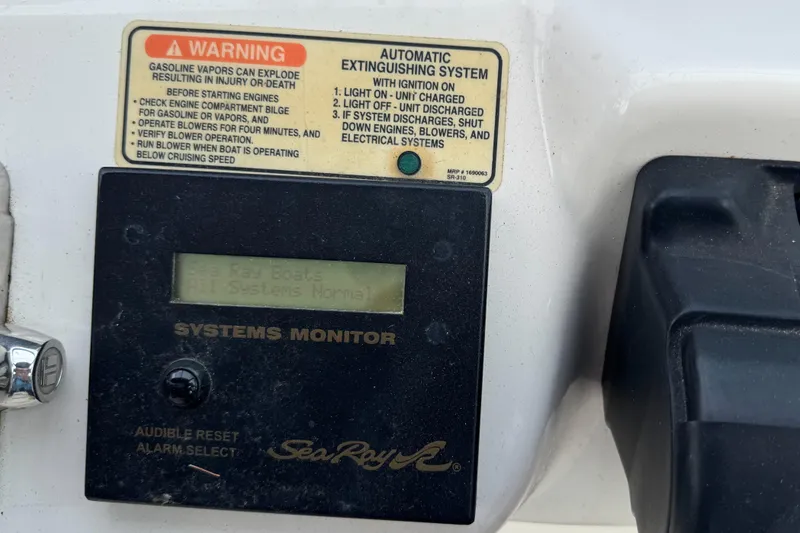 WARNING
GASOLINE VAPORS CAN EXPLODE
RESULTING IN INJURY OR DEATH
BEFORE STARTING ENGINES
• CHECK ENGINE COMPARTMENT BILGE
FOR GASOLINE OR VAPORS, AND
• OPERATE BLOWERS FOR FOUR MINUTES, AND
• VERIFY BLOWER OPERATION.
• RUN BLOWER WHEN BOAT IS OPERATING
BELOW CRUISING SPEED
AUTOMATIC
EXTINGUISHING SYSTEM
WITH IGNITION ON
1. LIGHT ON - UNIT CHARGED
2. LIGHT OFF - UNIT DISCHARGED
3. IF SYSTEM DISCHARGES, SHUT
DOWN ENGINES, BLOWERS, AND
ELECTRICAL SYSTEMS
MRP # 1690063
SR-310
Sea Ray Boats
All Systems Normal
SYSTEMS MONITOR
AUDIBLE RESET
ALARM SELECT
Sea Ray ®